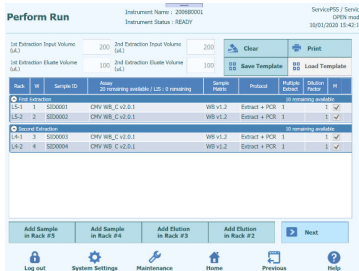 Perform Run
Instrument Name : 2006B0001
Instrument Status : READY
ServicePSS / Servic
OPEN mod
10/01/2020 15:42:1
1st Extraction Input Volume (uL) 200 2nd Extraction Input Volume (uL) 200 Clear Print
1st Extraction Eluate Volume (uL) 100 2nd Extraction Eluate Volume (uL) 100 Save Template Load Template
Rack W Sample ID Assay 20 remaining available / LIS : 0 remaining Sample Matrix Protocol Multiple Extract Dilution Factor M
First Extraction 10 remaining available
L5-1 1 SID0001 CMV WB_C v2.0.1 WB v1.2 Extract + PCR 1 1
L5-2 2 SID0002 CMV WB_C v2.0.1 WB v1.2 Extract + PCR 1 1
Second Extraction 10 remaining available
L4-1 3 SID0003 CMV WB_C v2.0.1 WB v1.2 Extract + PCR 1 1
L4-2 4 SID0004 CMV WB_C v2.0.1 WB v1.2 Extract + PCR 1 1
Add Sample in Rack #5 Add Sample in Rack #4 Add Elution in Rack #3 Add Elution in Rack #2 Next
Log out System Settings Maintenance Home Previous Help